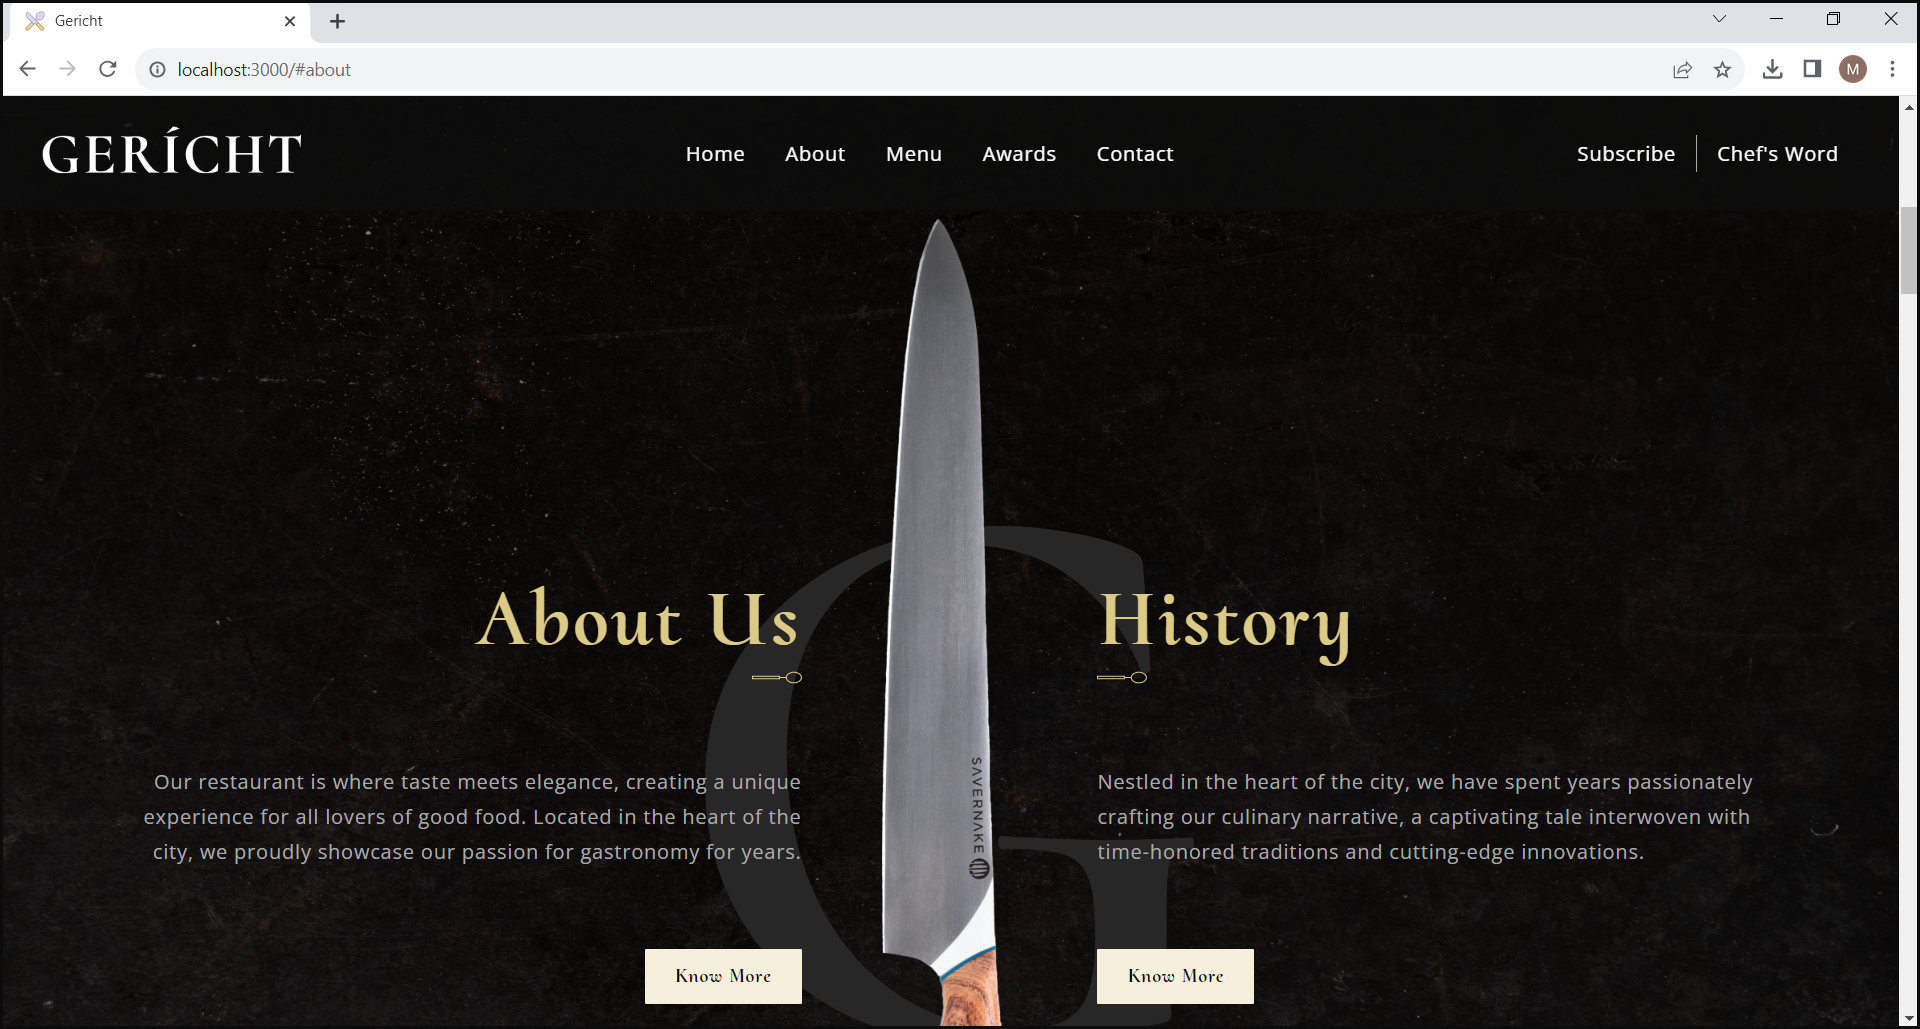 Gericht
localhost:3000/#about
M
GERÍCHT
Home About Menu Awards Contact
Subscribe Chef's Word
About Us
Our restaurant is where taste meets elegance, creating a unique
experience for all lovers of good food. Located in the heart of the
city, we proudly showcase our passion for gastronomy for years.
Know More
G
SAVERNAKE
History
Nestled in the heart of the city, we have spent years passionately
crafting our culinary narrative, a captivating tale interwoven with
time-honored traditions and cutting-edge innovations.
Know More